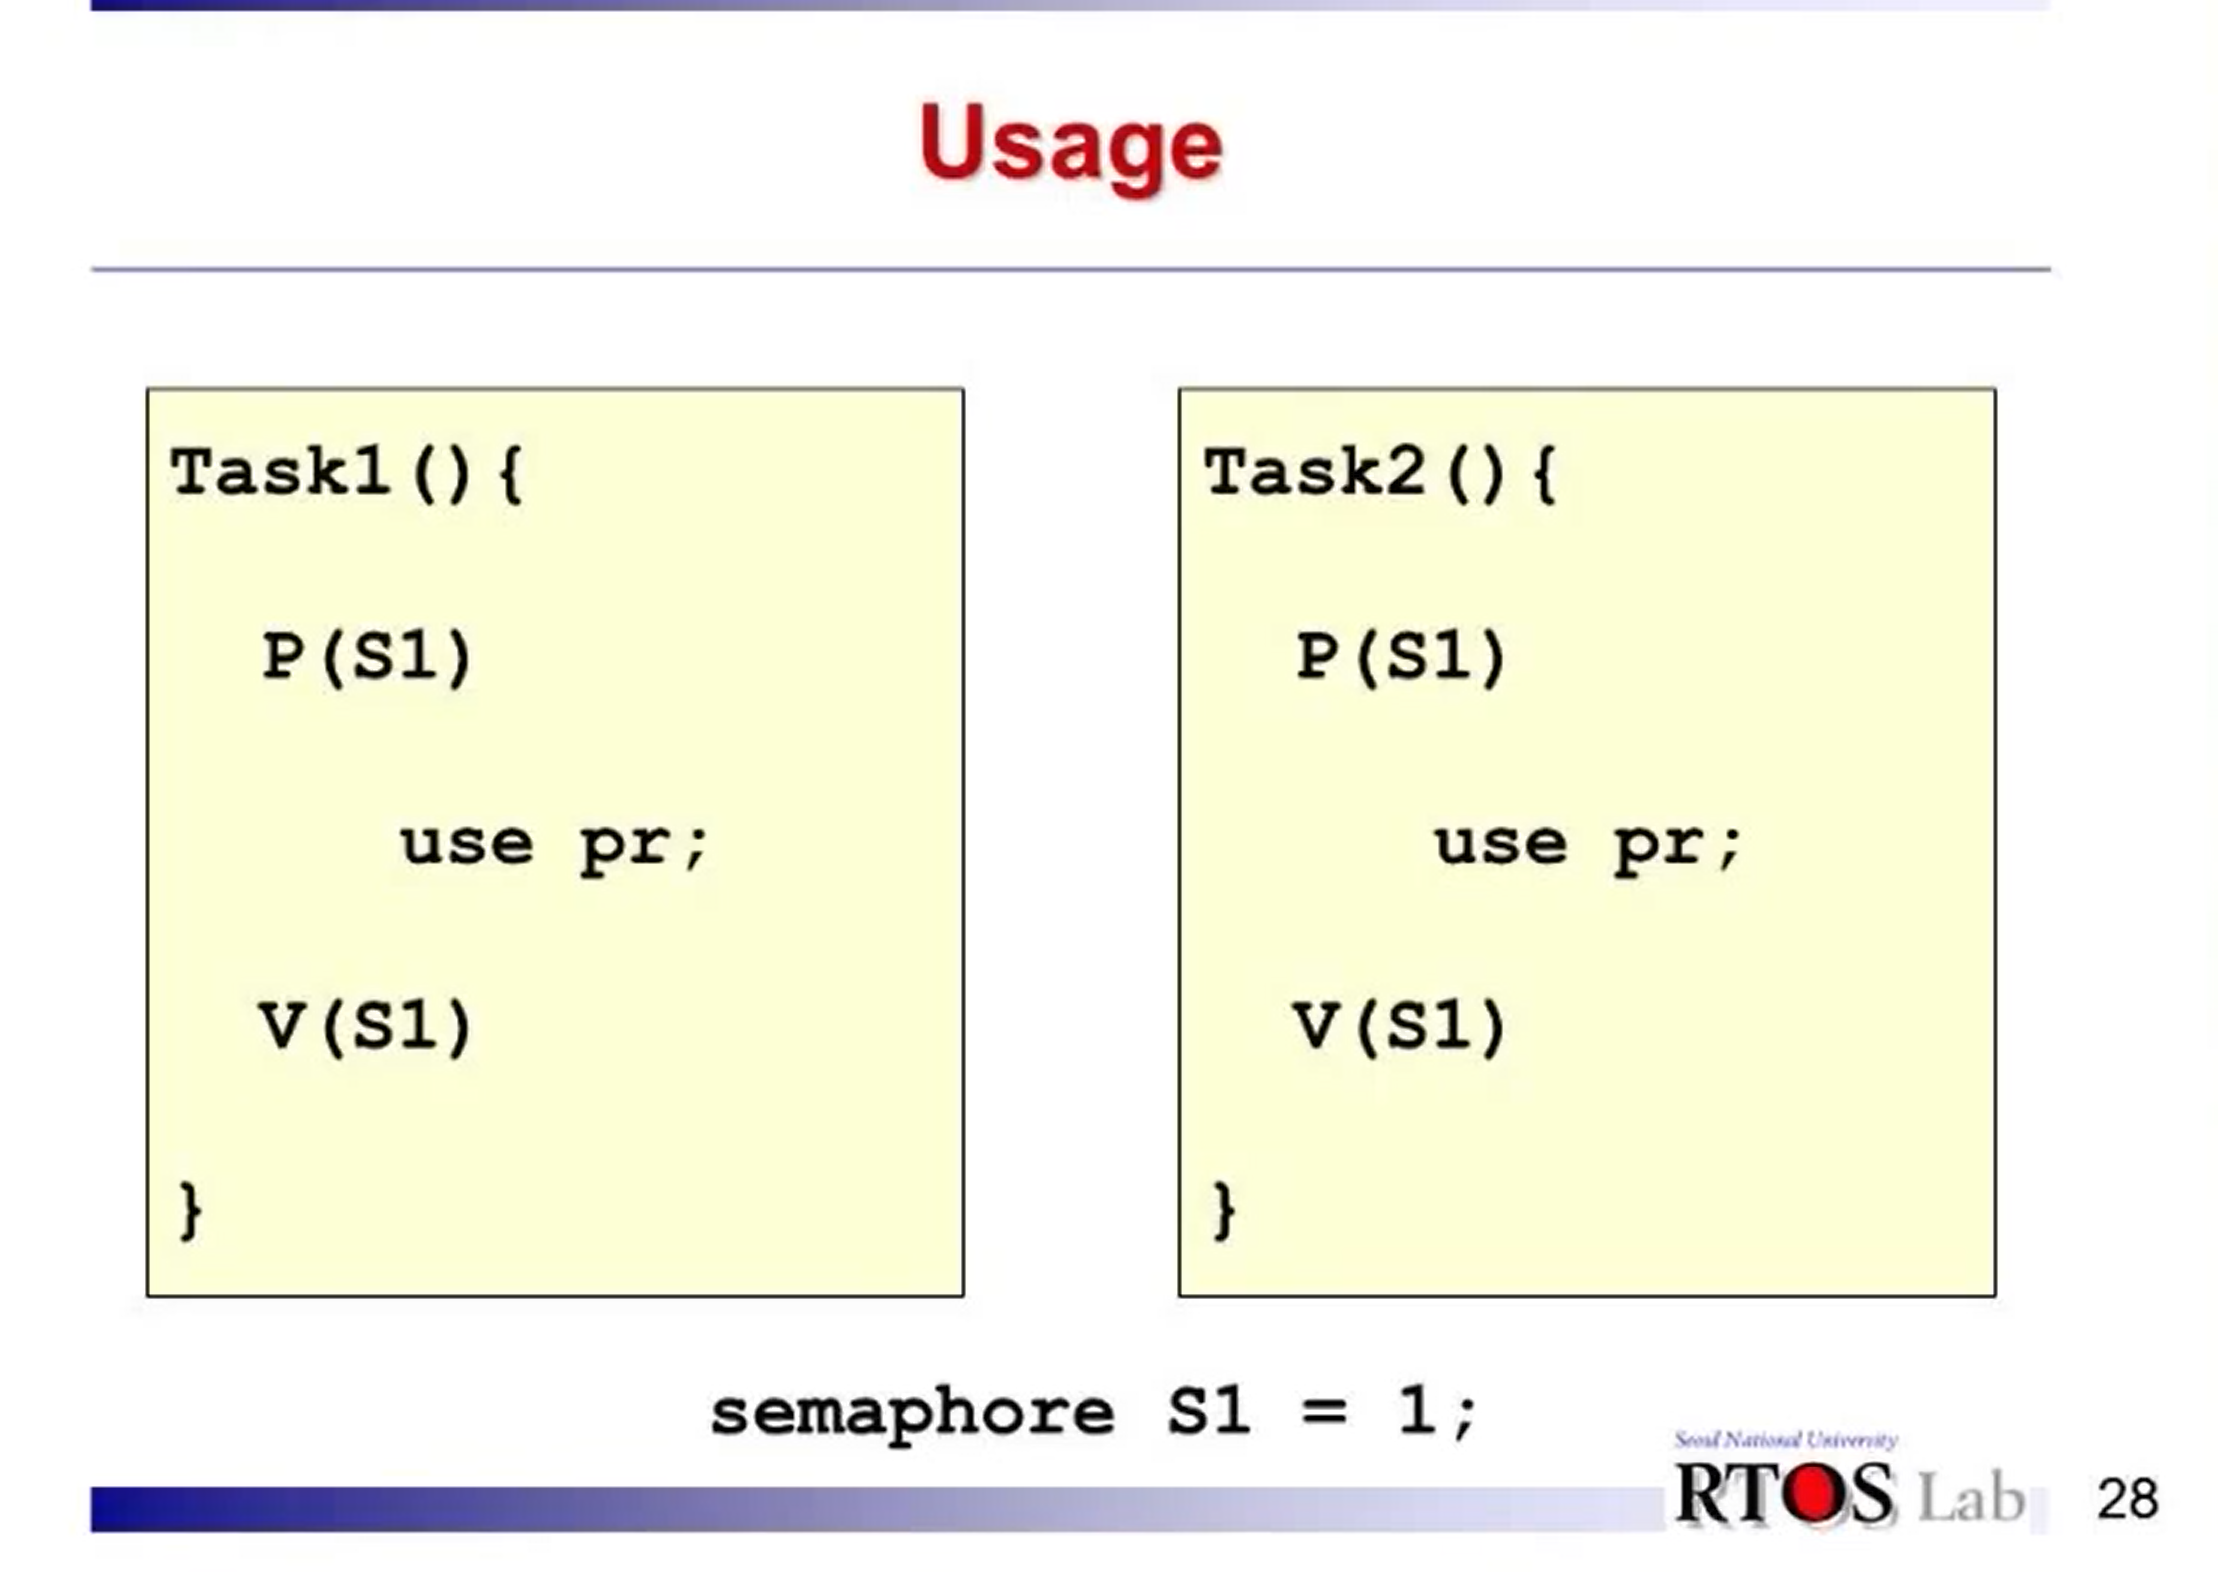 Usage
Task1(){
P(S1)
use pr;
V(S1)
}
Task2(){
P(S1)
use pr;
V(S1)
}
semaphore S1 = 1;
Seoul National University
RTOS Lab
28